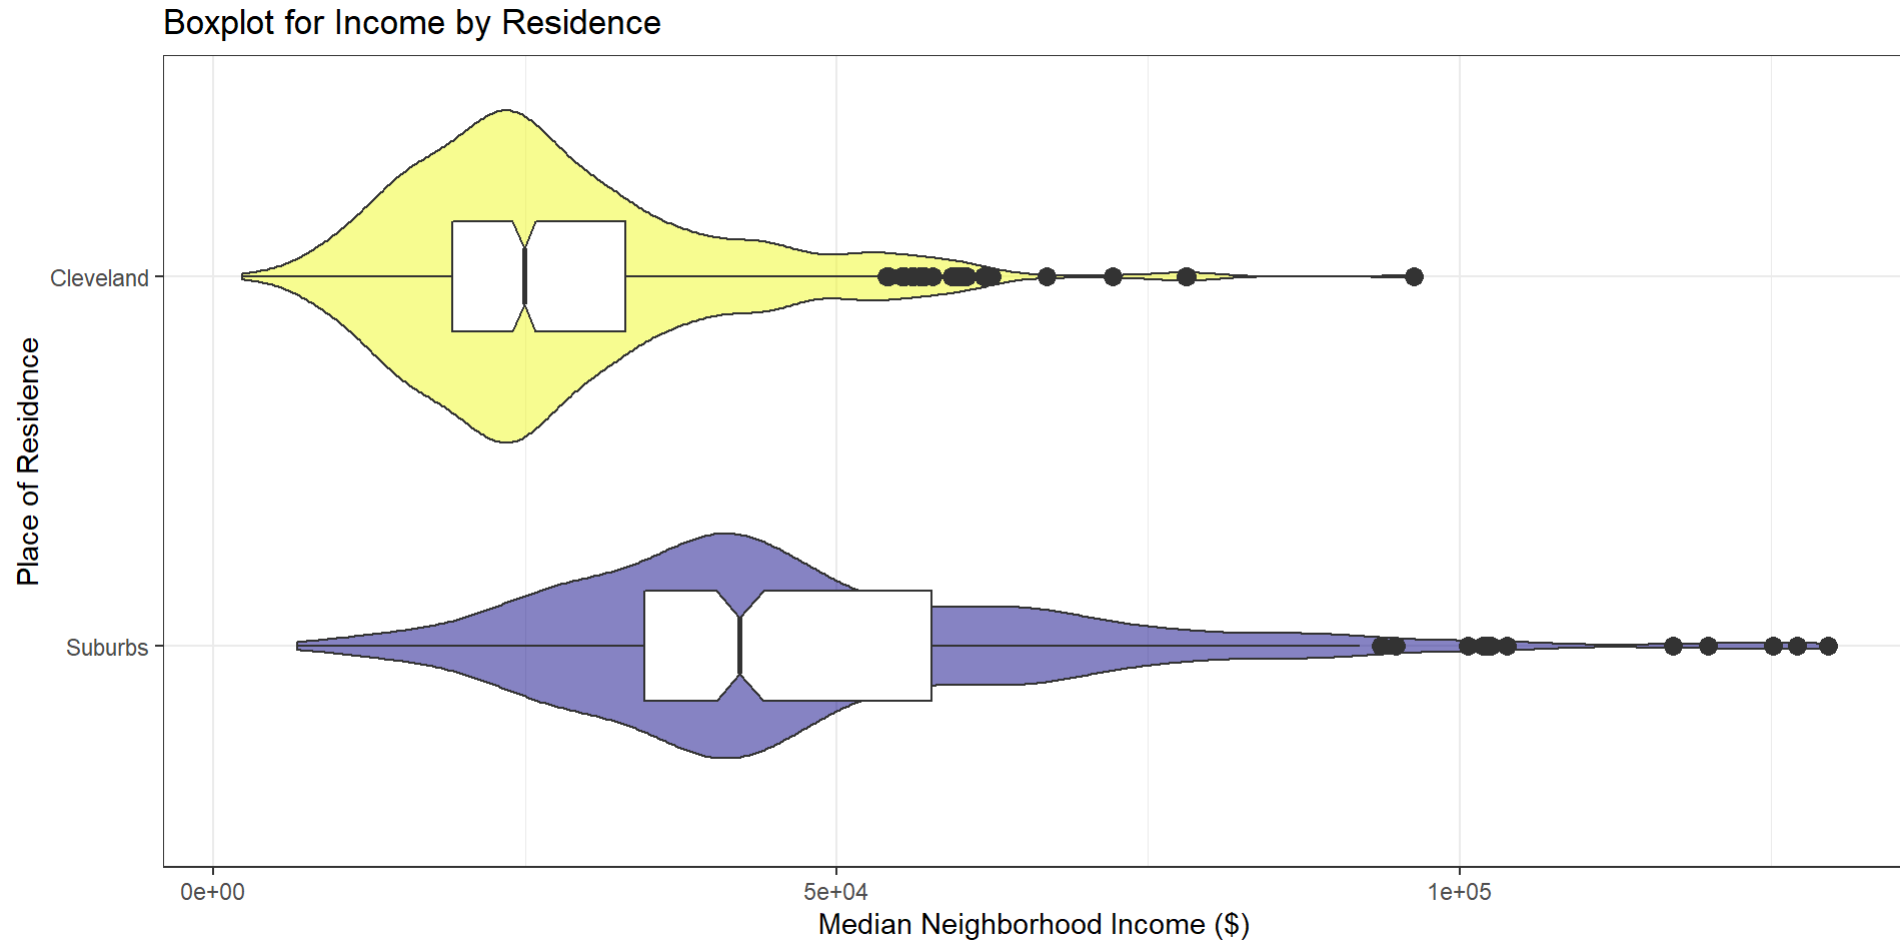 Boxplot for Income by Residence
Place of Residence
Cleveland
Suburbs
0e+00 5e+04 1e+05
Median Neighborhood Income ($)